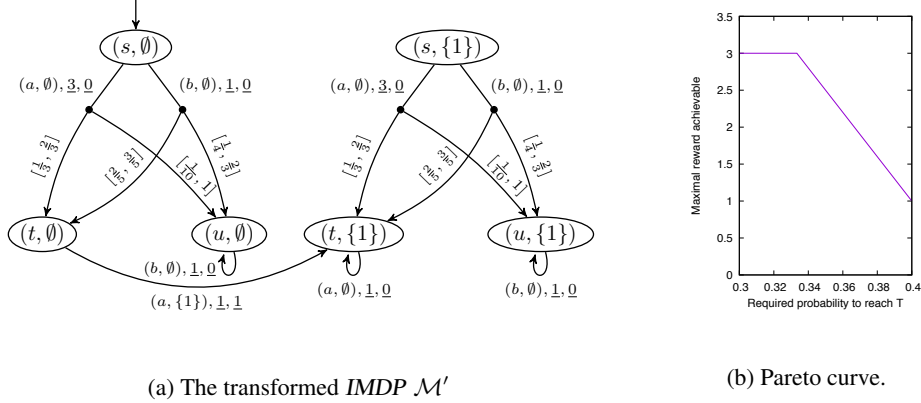 (s, ∅)
(s, {1})
(a, ∅), 3, 0
(b, ∅), 1, 0
(a, ∅), 3, 0
(b, ∅), 1, 0
[1/3, 2/3]
[2/5, 3/5]
[1/10, 1]
[1/4, 2/3]
[1/3, 2/3]
[2/5, 3/5]
[1/10, 1]
[1/4, 2/3]
(t, ∅)
(u, ∅)
(t, {1})
(u, {1})
(b, ∅), 1, 0
(a, {1}), 1, 1
(a, ∅), 1, 0
(b, ∅), 1, 0
(a) The transformed IMDP M′
Maximal reward achievable
3.5
3
2.5
2
1.5
1
0.5
0
0.3 0.32 0.34 0.36 0.38 0.4
Required probability to reach T
(b) Pareto curve.